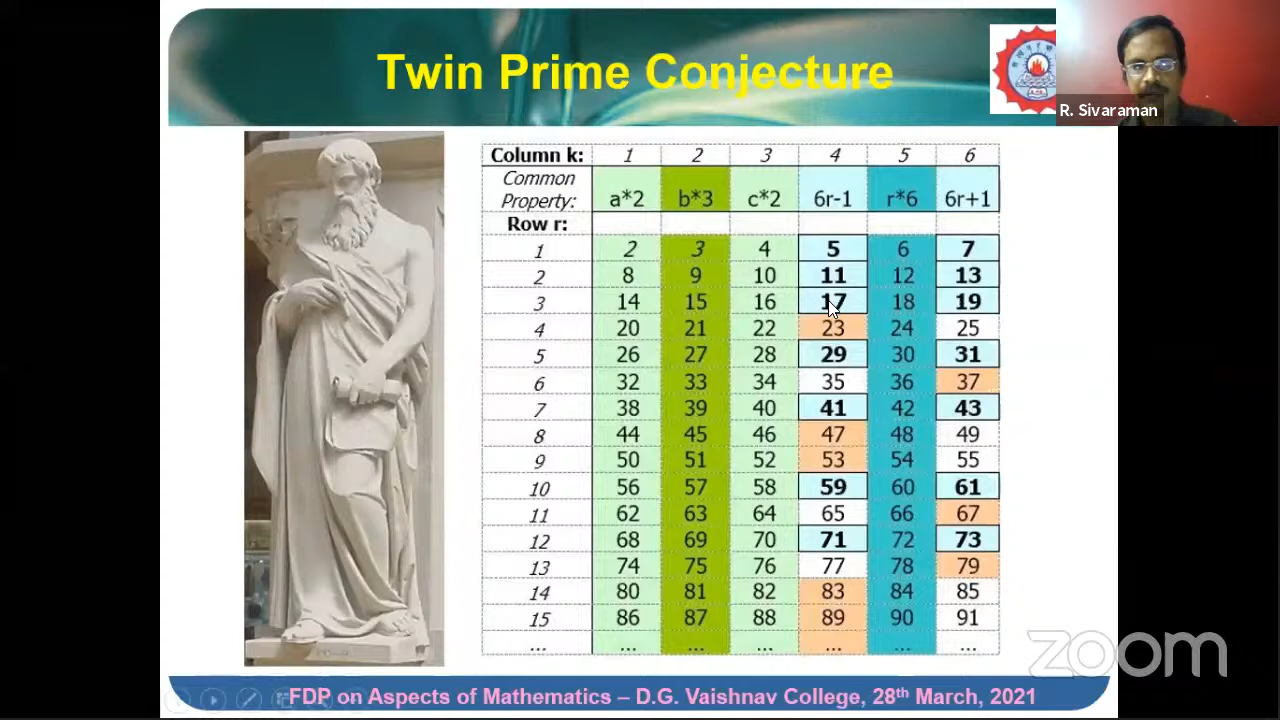 Twin Prime Conjecture
R. Sivaraman
Column k: 1 2 3 4 5 6
Common
Property: a*2 b*3 c*2 6r-1 r*6 6r+1
Row r:
1 2 3 4 5 6 7
2 8 9 10 11 12 13
3 14 15 16 17 18 19
4 20 21 22 23 24 25
5 26 27 28 29 30 31
6 32 33 34 35 36 37
7 38 39 40 41 42 43
8 44 45 46 47 48 49
9 50 51 52 53 54 55
10 56 57 58 59 60 61
11 62 63 64 65 66 67
12 68 69 70 71 72 73
13 74 75 76 77 78 79
14 80 81 82 83 84 85
15 86 87 88 89 90 91
... ... ... ... ... ... ...
zoom
FDP on Aspects of Mathematics – D.G. Vaishnav College, 28th March, 2021